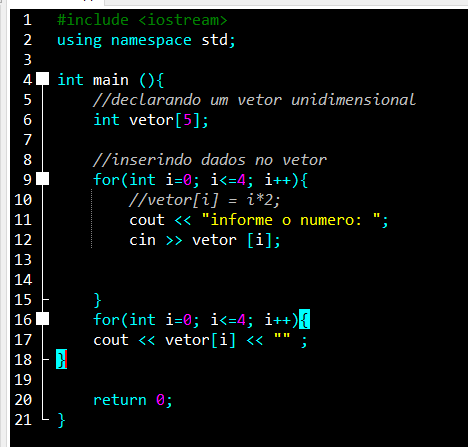 1 #include <iostream>
2 using namespace std;
3
4 int main (){
5 //declarando um vetor unidimensional
6 int vetor[5];
7
8 //inserindo dados no vetor
9 for(int i=0; i<=4; i++){
10 //vetor[i] = i*2;
11 cout << "informe o numero: ";
12 cin >> vetor [i];
13
14
15 }
16 for(int i=0; i<=4; i++){
17 cout << vetor[i] << "" ;
18 }
19
20 return 0;
21 }